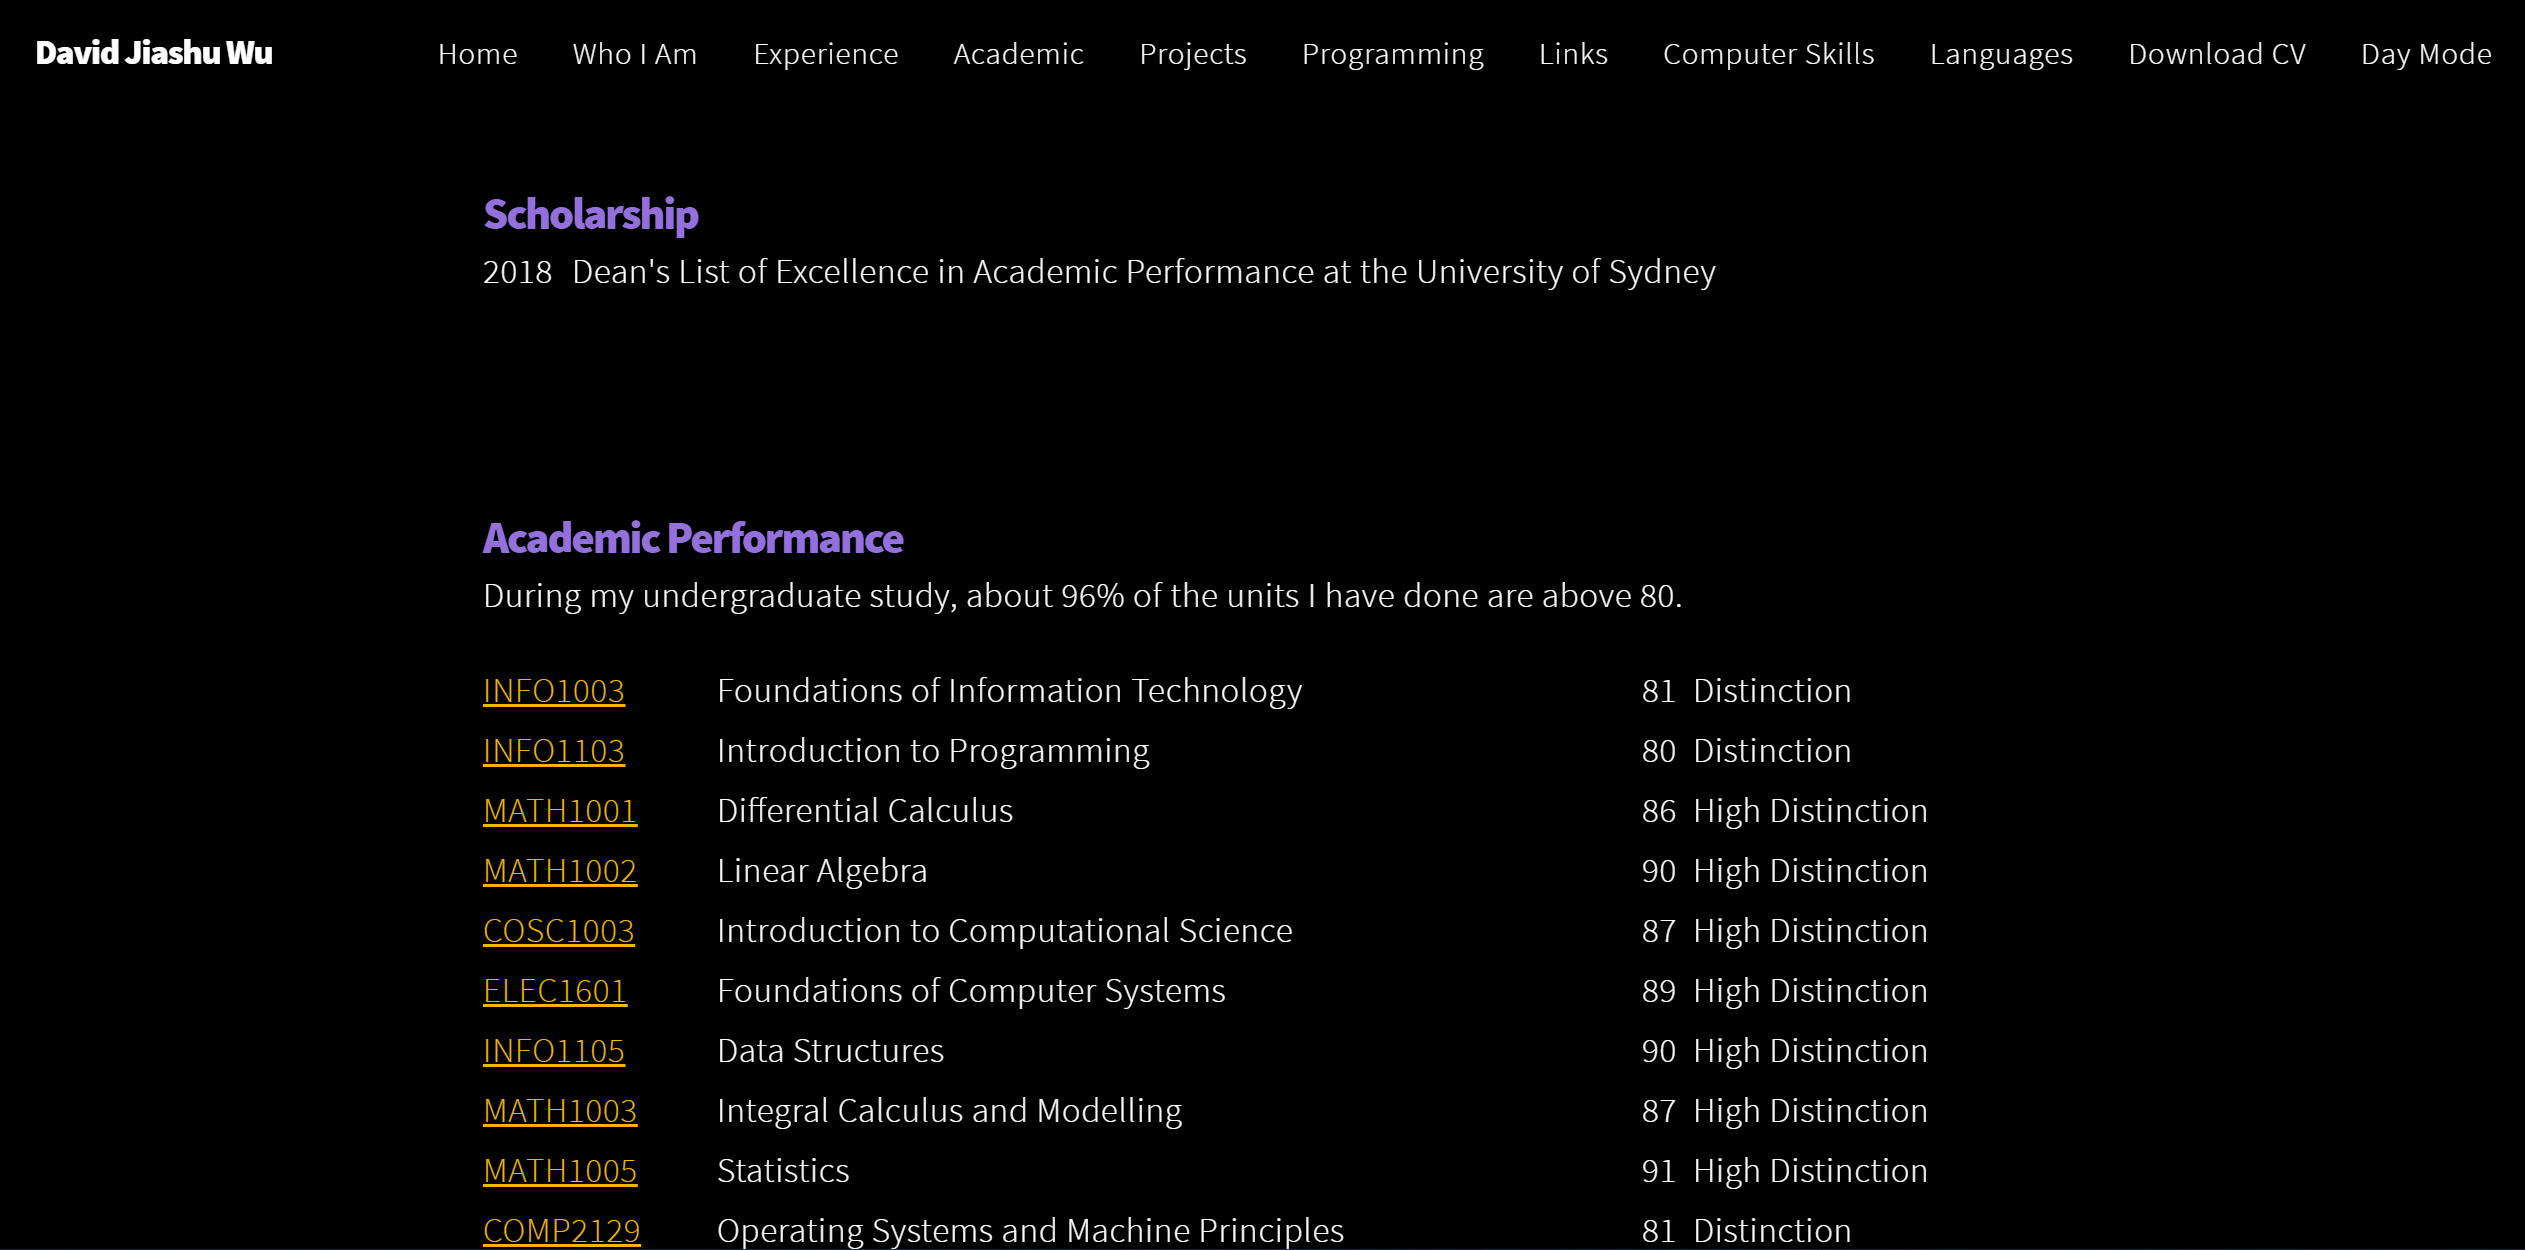 David Jiashu Wu Home Who I Am Experience Academic Projects Programming Links Computer Skills Languages Download CV Day Mode
Scholarship
2018 Dean's List of Excellence in Academic Performance at the University of Sydney
Academic Performance
During my undergraduate study, about 96% of the units I have done are above 80.
INFO1003 Foundations of Information Technology 81 Distinction
INFO1103 Introduction to Programming 80 Distinction
MATH1001 Differential Calculus 86 High Distinction
MATH1002 Linear Algebra 90 High Distinction
COSC1003 Introduction to Computational Science 87 High Distinction
ELEC1601 Foundations of Computer Systems 89 High Distinction
INFO1105 Data Structures 90 High Distinction
MATH1003 Integral Calculus and Modelling 87 High Distinction
MATH1005 Statistics 91 High Distinction
COMP2129 Operating Systems and Machine Principles 81 Distinction